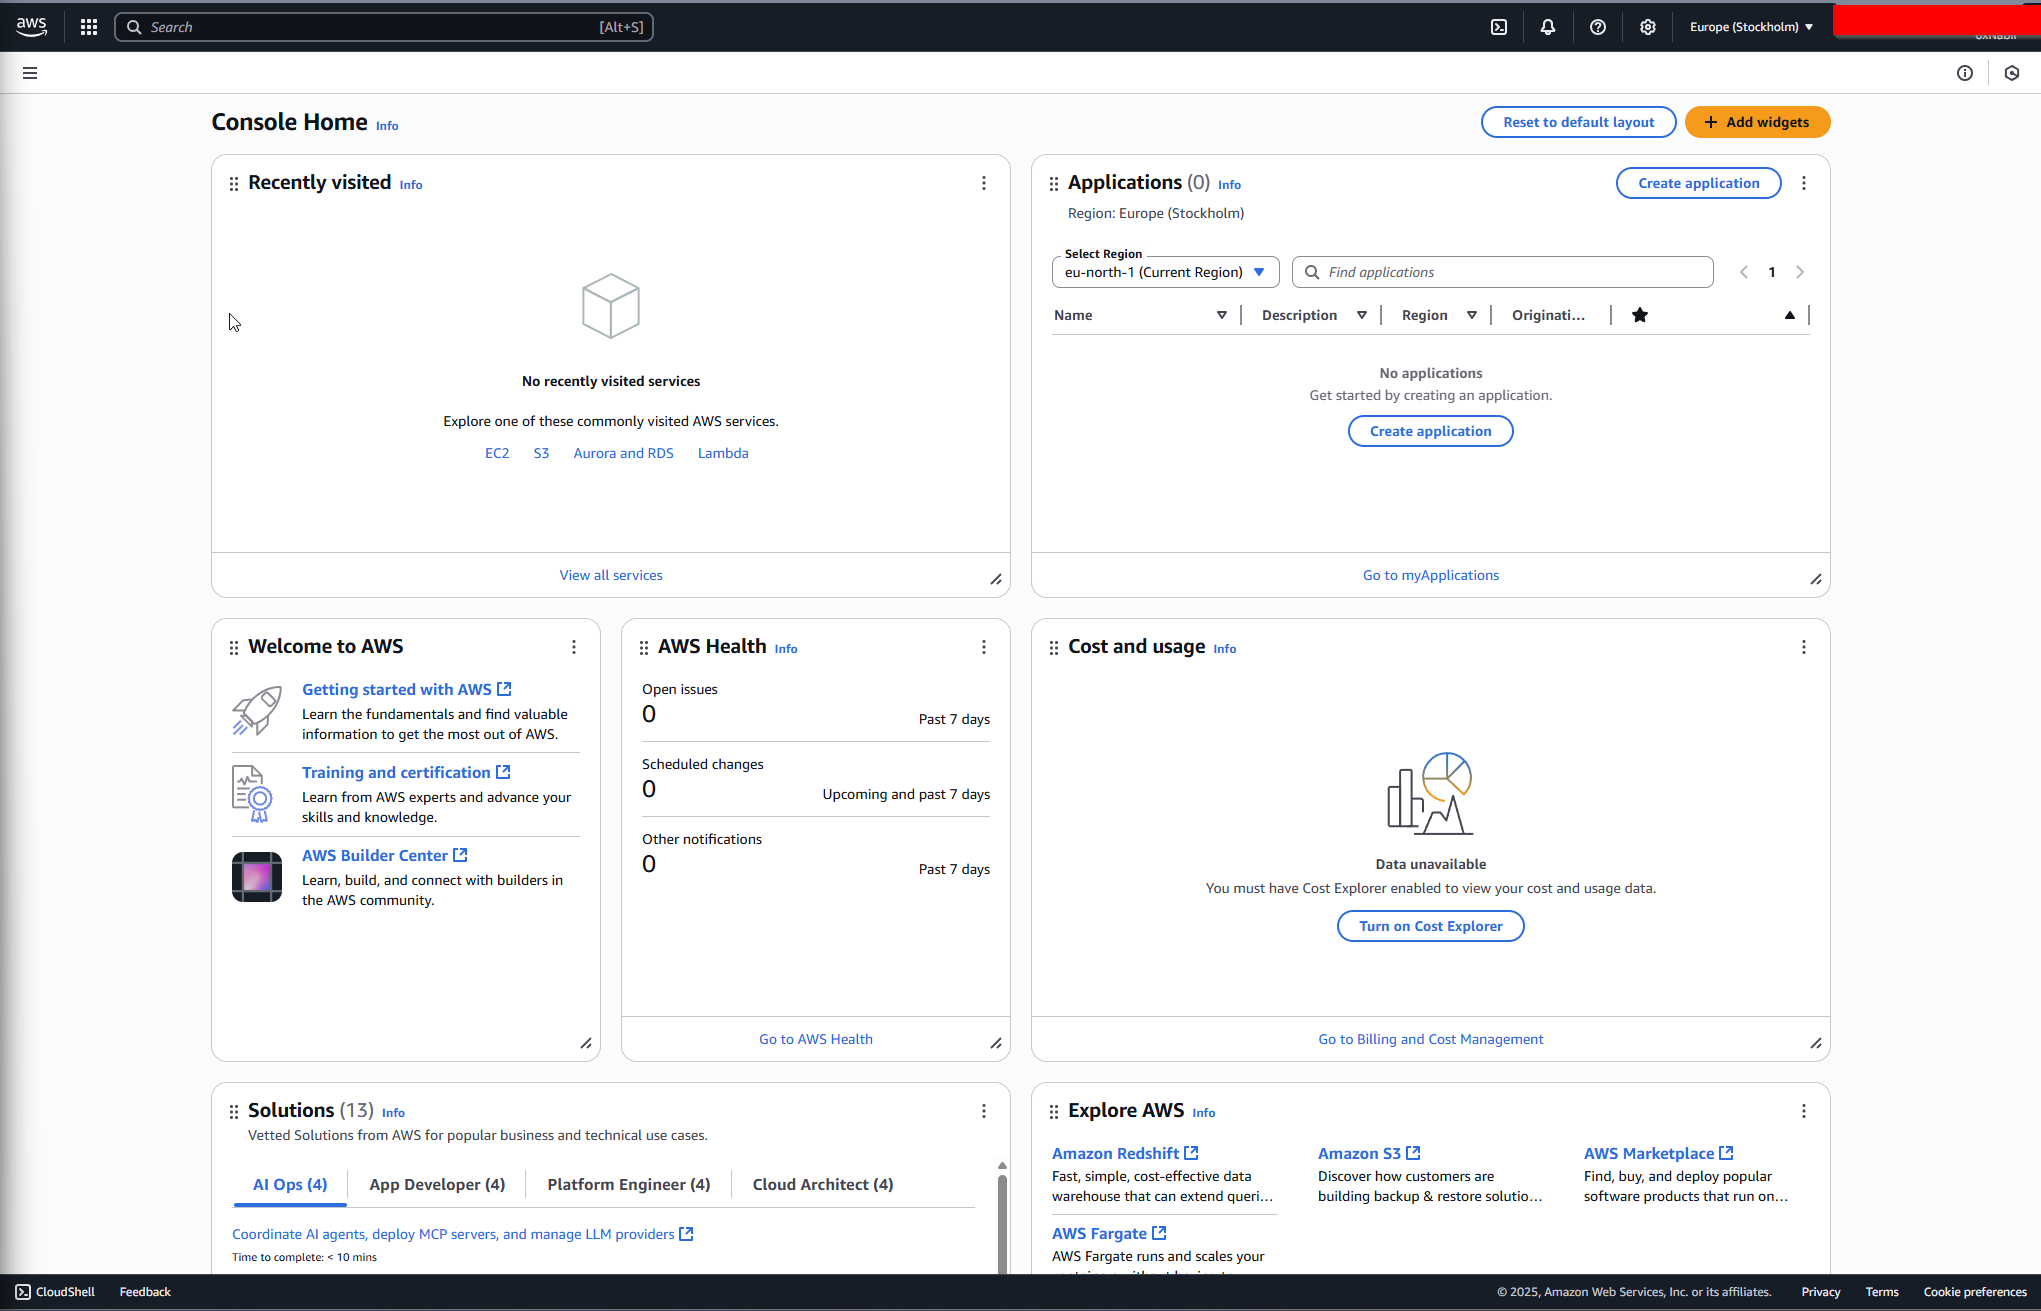 aws
Search [Alt+S]
Europe (Stockholm)
Console Home Info
Reset to default layout
Add widgets
Recently visited Info
No recently visited services
Explore one of these commonly visited AWS services.
EC2 S3 Aurora and RDS Lambda
View all services
Applications (0) Info
Create application
Region: Europe (Stockholm)
Select Region
eu-north-1 (Current Region)
Find applications
1
Name Description Region Originati...
No applications
Get started by creating an application.
Create application
Go to myApplications
Welcome to AWS
Getting started with AWS
Learn the fundamentals and find valuable
information to get the most out of AWS.
Training and certification
Learn from AWS experts and advance your
skills and knowledge.
AWS Builder Center
Learn, build, and connect with builders in
the AWS community.
AWS Health Info
Open issues
0
Past 7 days
Scheduled changes
0
Upcoming and past 7 days
Other notifications
0
Past 7 days
Go to AWS Health
Cost and usage Info
Data unavailable
You must have Cost Explorer enabled to view your cost and usage data.
Turn on Cost Explorer
Go to Billing and Cost Management
Solutions (13) Info
Vetted Solutions from AWS for popular business and technical use cases.
AI Ops (4) App Developer (4) Platform Engineer (4) Cloud Architect (4)
Coordinate AI agents, deploy MCP servers, and manage LLM providers
Time to complete: < 10 mins
Explore AWS Info
Amazon Redshift
Fast, simple, cost-effective data
warehouse that can extend queri...
Amazon S3
Discover how customers are
building backup & restore solutio...
AWS Marketplace
Find, buy, and deploy popular
software products that run on...
AWS Fargate
AWS Fargate runs and scales your
CloudShell Feedback
© 2025, Amazon Web Services, Inc. or its affiliates. Privacy Terms Cookie preferences